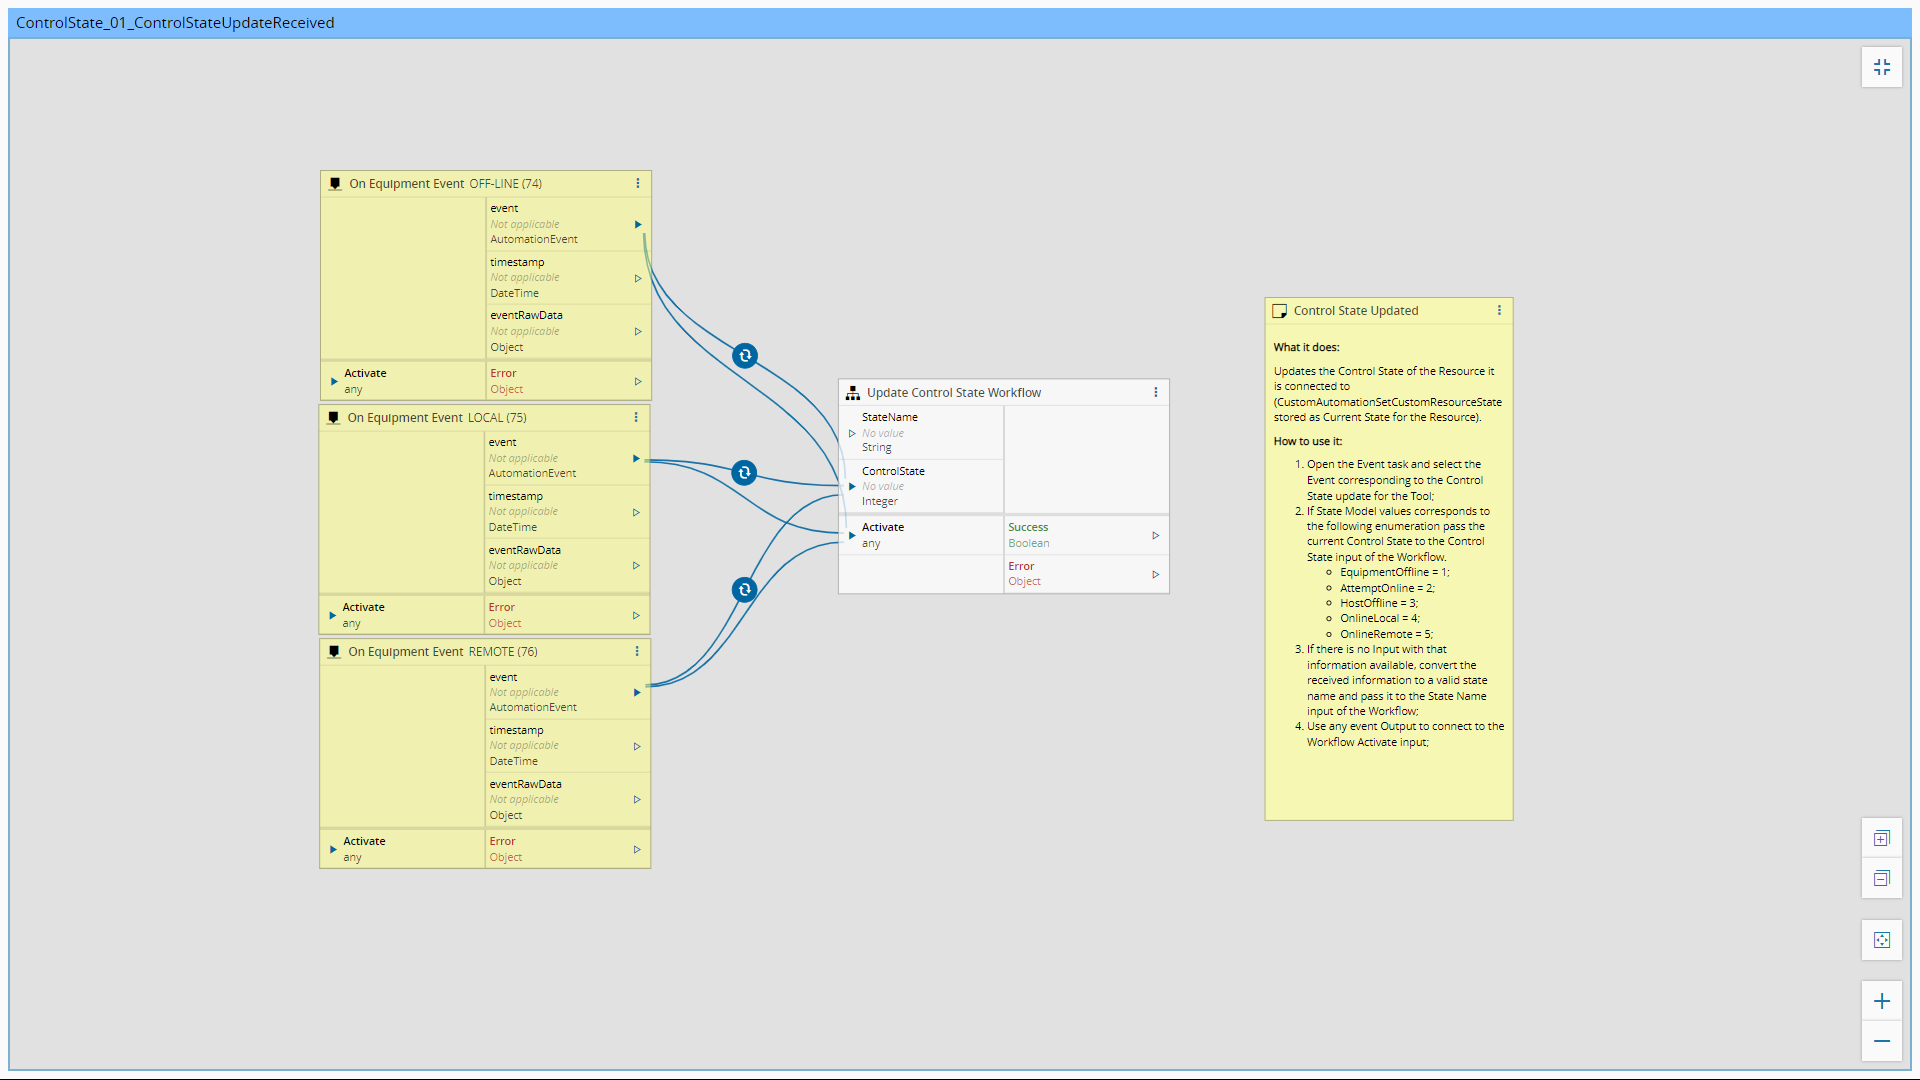 ControlState_01_ControlStateUpdateReceived
On Equipment Event OFF-LINE (74)
event
Not applicable
AutomationEvent
timestamp
Not applicable
DateTime
eventRawData
Not applicable
Object
Activate
any
Error
Object
On Equipment Event LOCAL (75)
event
Not applicable
AutomationEvent
timestamp
Not applicable
DateTime
eventRawData
Not applicable
Object
Activate
any
Error
Object
On Equipment Event REMOTE (76)
event
Not applicable
AutomationEvent
timestamp
Not applicable
DateTime
eventRawData
Not applicable
Object
Activate
any
Error
Object
Update Control State Workflow
StateName
No value
String
ControlState
No value
Integer
Activate
any
Success
Boolean
Error
Object
Control State Updated
What it does:
Updates the Control State of the Resource it
is connected to
(CustomAutomationSetCustomResourceState
stored as Current State for the Resource).
How to use it:
1. Open the Event task and select the
Event corresponding to the Control
State update for the Tool;
2. If State Model values corresponds to
the following enumeration pass the
current Control State to the Control
State input of the Workflow.
EquipmentOffline = 1;
AttemptOnline = 2;
HostOffline = 3;
OnlineLocal = 4;
OnlineRemote = 5;
3. If there is no Input with that
information available, convert the
received information to a valid state
name and pass it to the State Name
input of the Workflow;
4. Use any event Output to connect to the
Workflow Activate input;